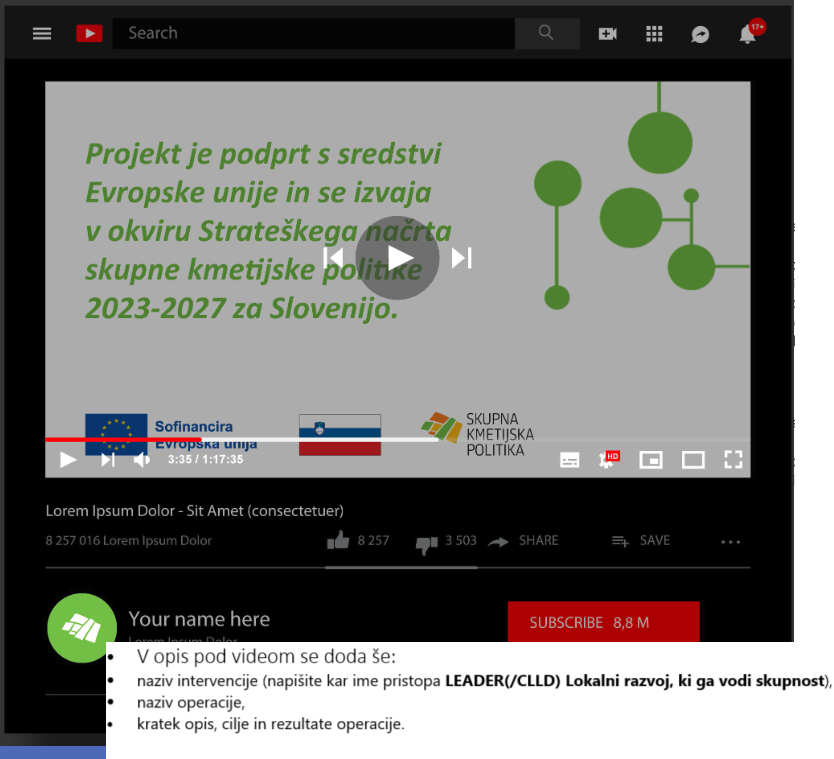 Search
17+
Projekt je podprt s sredstvi
Evropske unije in se izvaja
v okviru Strateškega načrta
skupne kmetijske politike
2023-2027 za Slovenijo.
Sofinancira
Evropska unija
SKUPNA
KMETIJSKA
POLITIKA
3:35 / 1:17:35
HD
Lorem Ipsum Dolor - Sit Amet (consectetuer)
8 257 016 Lorem Ipsum Dolor
8 257
3 503
SHARE
SAVE
Your name here
Lorem Ipsum Dolor
SUBSCRIBE 8,8 M
• V opis pod videom se doda še:
• naziv intervencije (napišite kar ime pristopa LEADER(/CLLD) Lokalni razvoj, ki ga vodi skupnost),
• naziv operacije,
• kratek opis, cilje in rezultate operacije.